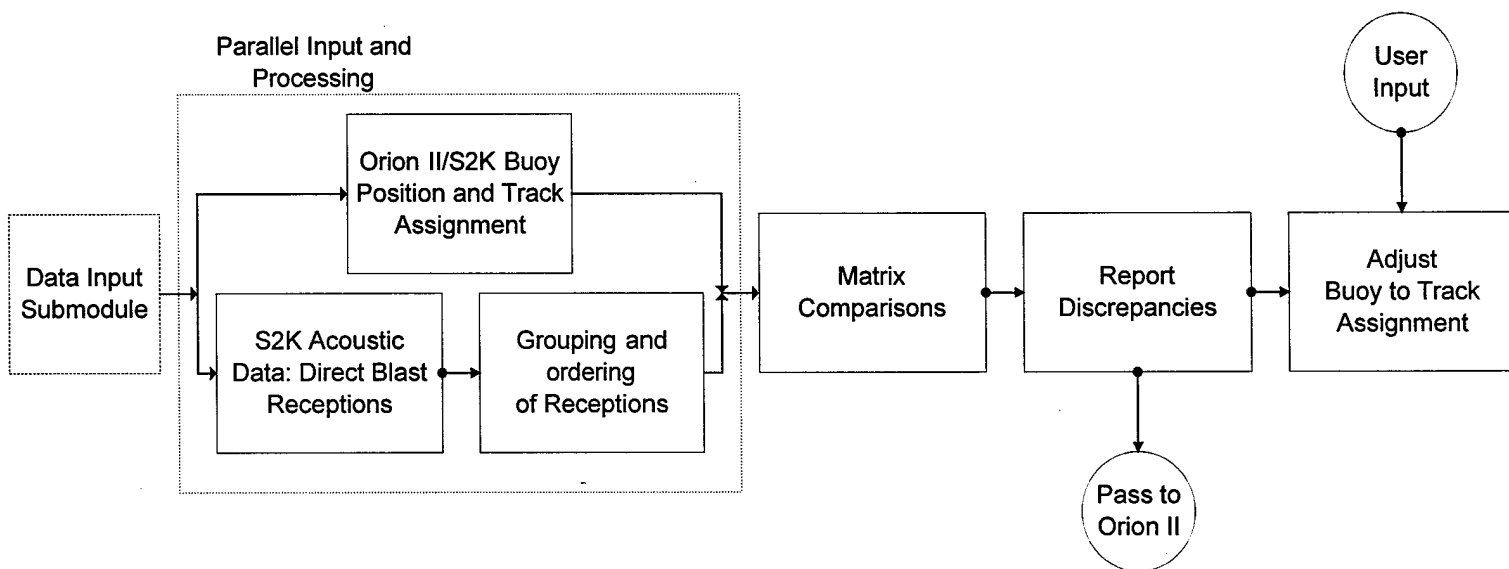 Parallel Input and
Processing
User
Input
Orion II/S2K Buoy
Position and Track
Assignment
Data Input
Submodule
S2K Acoustic
Data: Direct Blast
Receptions
Grouping and
ordering
of Receptions
Matrix
Comparisons
Report
Discrepancies
Adjust
Buoy to Track
Assignment
Pass to
Orion II